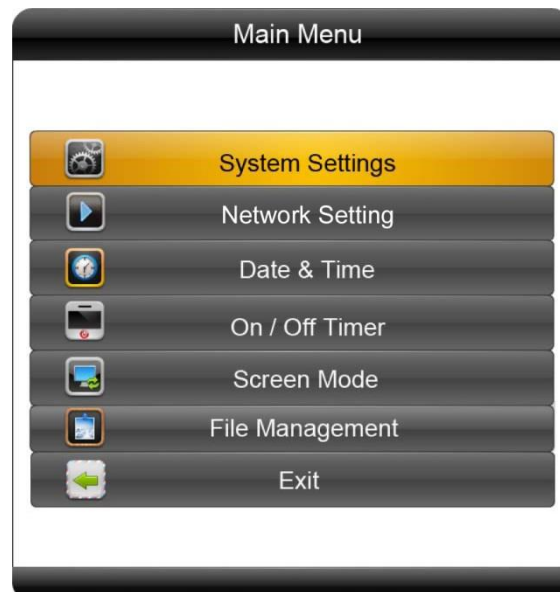 Main Menu
System Settings
Network Setting
Date & Time
On / Off Timer
Screen Mode
File Management
Exit